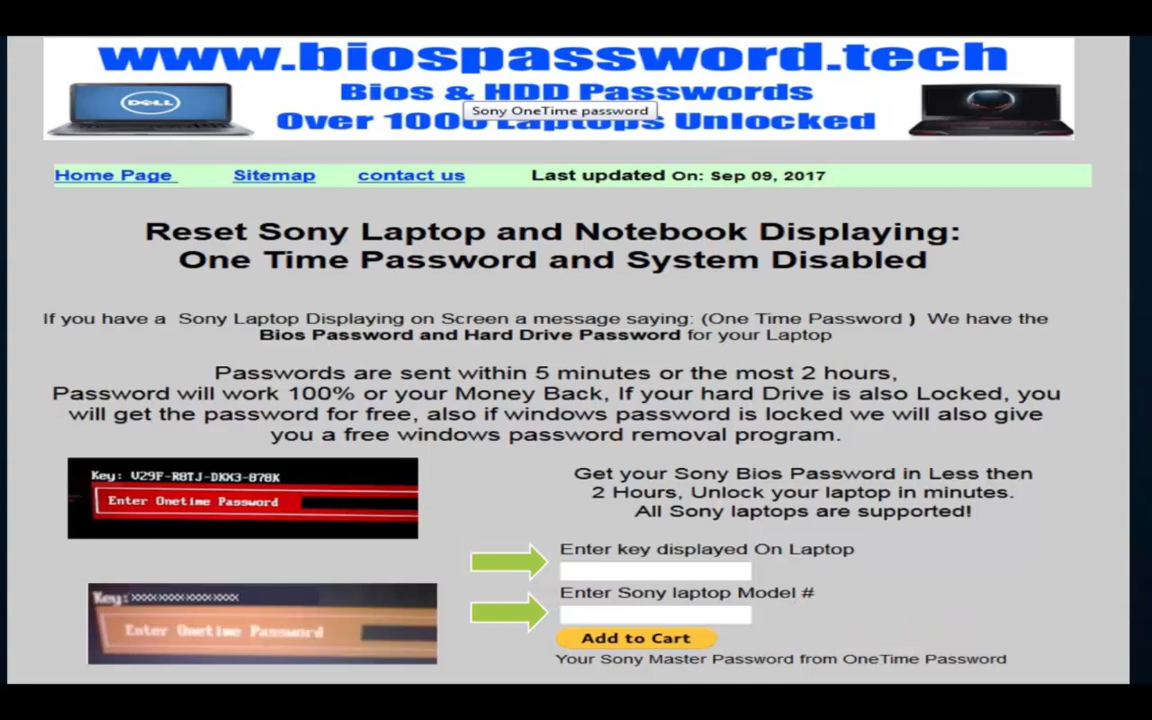 www.biospassword.tech
DELL
Bios & HDD Passwords
Sony OneTime password
Over 1000 Laptops Unlocked
Home Page Sitemap contact us Last updated On: Sep 09, 2017
Reset Sony Laptop and Notebook Displaying:
One Time Password and System Disabled
If you have a Sony Laptop Displaying on Screen a message saying: (One Time Password ) We have the
Bios Password and Hard Drive Password for your Laptop
Passwords are sent within 5 minutes or the most 2 hours,
Password will work 100% or your Money Back, If your hard Drive is also Locked, you
will get the password for free, also if windows password is locked we will also give
you a free windows password removal program.
Key: U29F-R8TJ-DKX3-878K
Enter Onetime Password
Get your Sony Bios Password in Less then
2 Hours, Unlock your laptop in minutes.
All Sony laptops are supported!
Enter key displayed On Laptop
Key:XXXXXXXXXXXXXXXX
Enter Onetime Password
Enter Sony laptop Model #
Add to Cart
Your Sony Master Password from OneTime Password